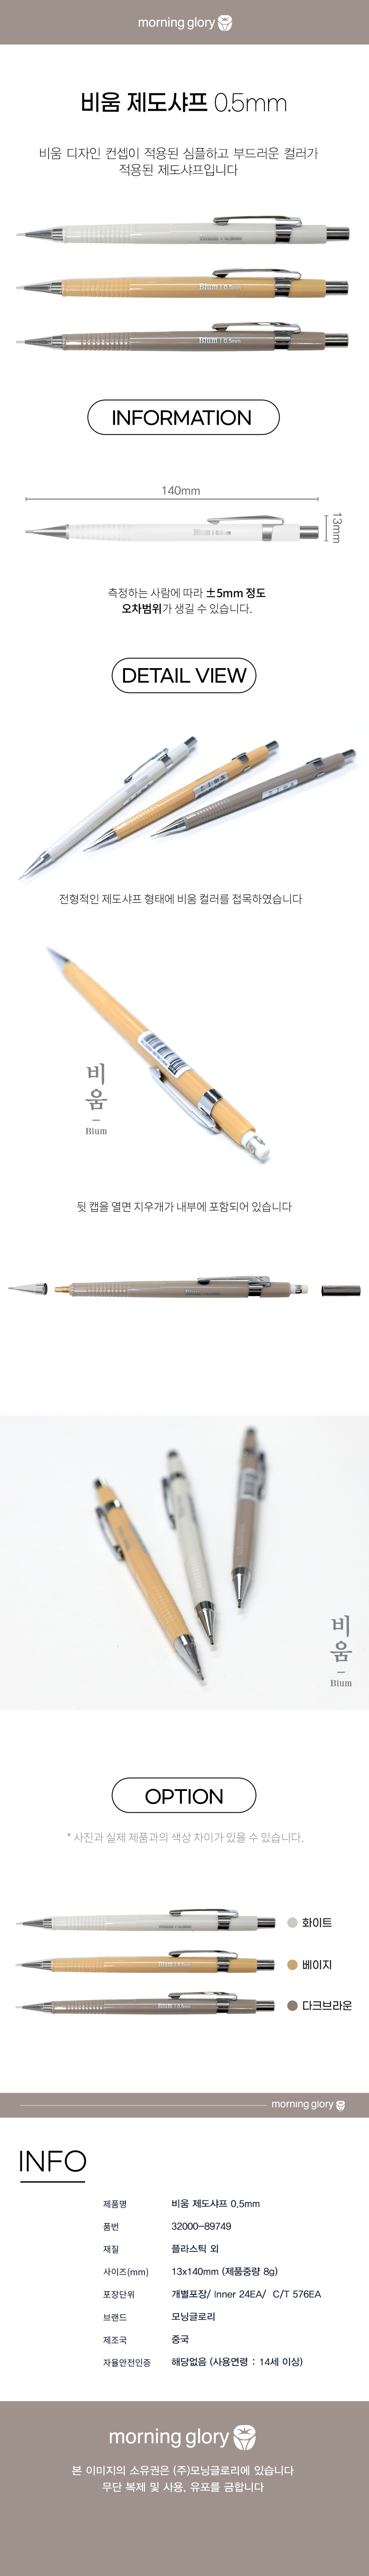 morning glory
비움 제도샤프 0.5mm
비움 디자인 컨셉이 적용된 심플하고 부드러운 컬러가
적용된 제도샤프입니다
Bium | 0.5mm
Bium | 0.5mm
INFORMATION
140mm
13mm
측정하는 사람에 따라 ±5mm 정도
오차범위가 생길 수 있습니다.
DETAIL VIEW
전형적인 제도샤프 형태에 비움 컬러를 접목하였습니다
비움
Bium
뒷 캡을 열면 지우개가 내부에 포함되어 있습니다
비움
Bium
OPTION
* 사진과 실제 제품과의 색상 차이가 있을 수 있습니다.
화이트
베이지
Bium | 0.5mm
다크브라운
morning glory
INFO
제품명 비움 제도샤프 0.5mm
품번 32000-89749
재질 플라스틱 외
사이즈(mm) 13x140mm (제품중량 8g)
포장단위 개별포장/ Inner 24EA/ C/T 576EA
브랜드 모닝글로리
제조국 중국
자율안전인증 해당없음 (사용연령 : 14세 이상)
morning glory
본 이미지의 소유권은 (주)모닝글로리에 있습니다
무단 복제 및 사용, 유포를 금합니다